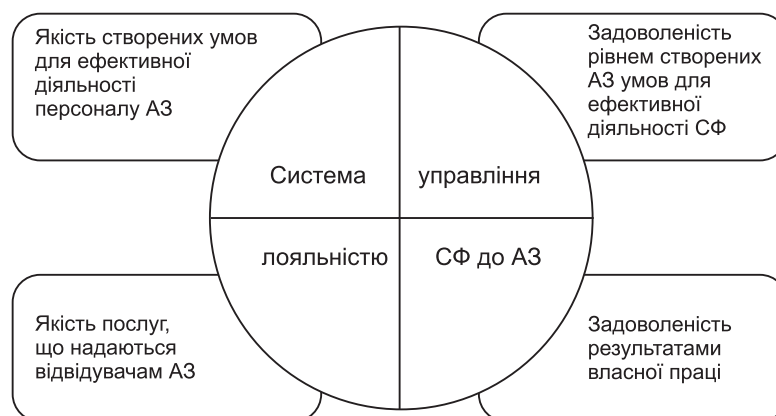 Якість створених умов
для ефективної
діяльності
персоналу АЗ
Задоволеність
рівнем створених
АЗ умов для
ефективної
діяльності СФ
Система управління
лояльністю СФ до АЗ
Якість послуг,
що надаються
відвідувачам АЗ
Задоволеність
результатами
власної праці